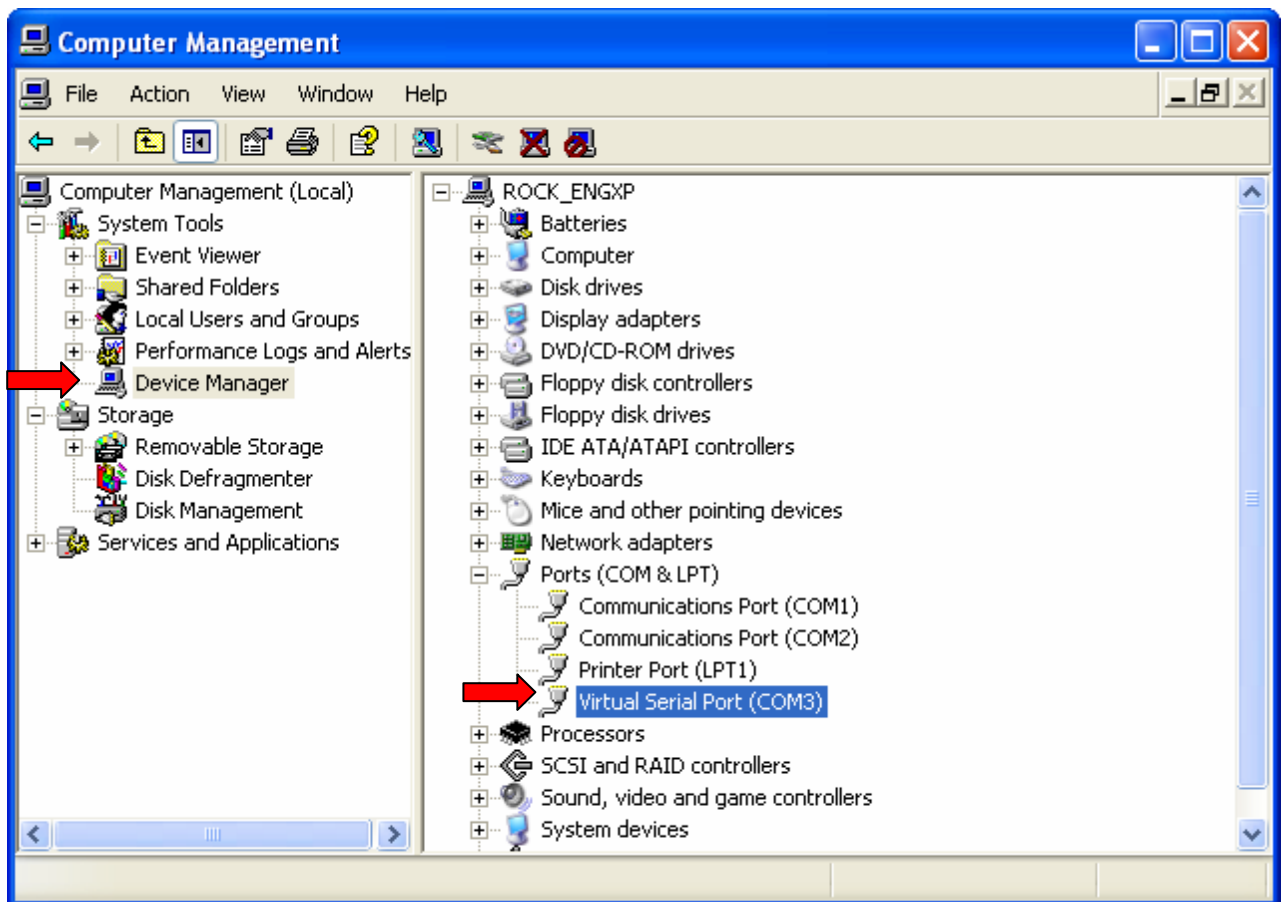 Computer Management
File Action View Window Help
Computer Management (Local)
System Tools
Event Viewer
Shared Folders
Local Users and Groups
Performance Logs and Alerts
Device Manager
Storage
Removable Storage
Disk Defragmenter
Disk Management
Services and Applications
ROCK_ENGXP
Batteries
Computer
Disk drives
Display adapters
DVD/CD-ROM drives
Floppy disk controllers
Floppy disk drives
IDE ATA/ATAPI controllers
Keyboards
Mice and other pointing devices
Network adapters
Ports (COM & LPT)
Communications Port (COM1)
Communications Port (COM2)
Printer Port (LPT1)
Virtual Serial Port (COM3)
Processors
SCSI and RAID controllers
Sound, video and game controllers
System devices